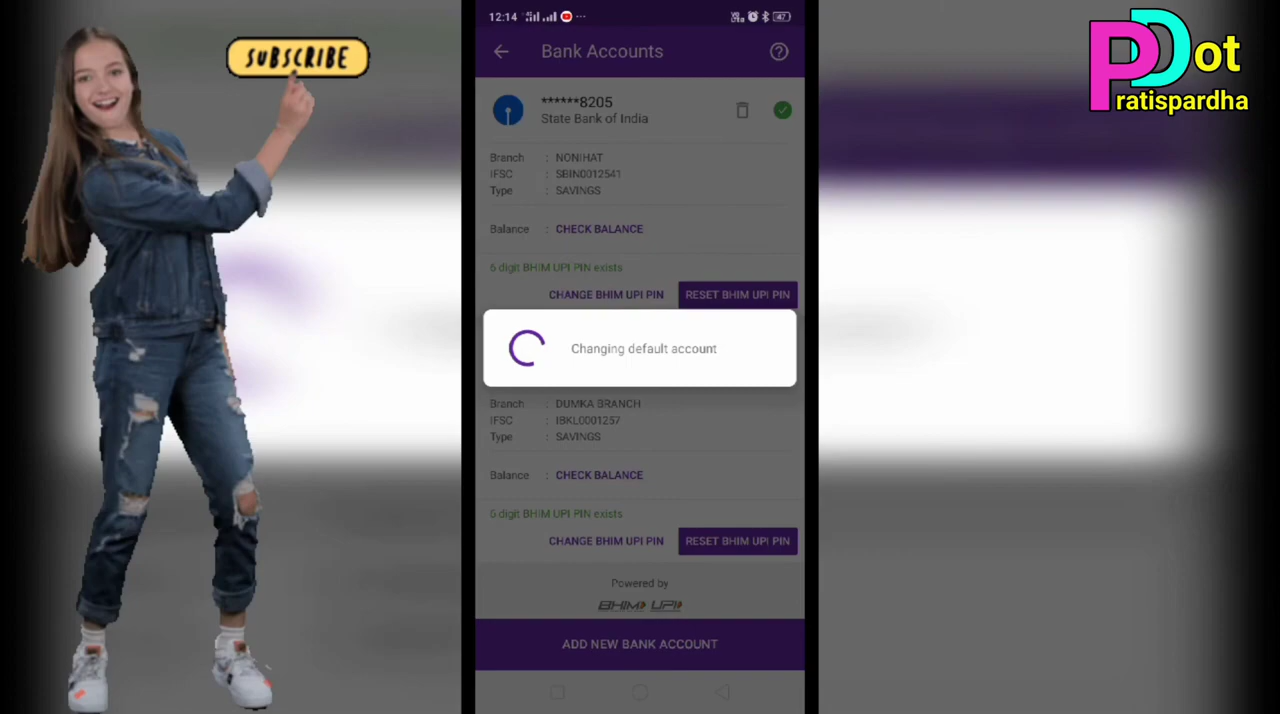 SUBSCRIBE
12:14
Bank Accounts
******8205
State Bank of India
Branch : NONIHAT
IFSC : SBIN0012541
Type : SAVINGS
Balance : CHECK BALANCE
6 digit BHIM UPI PIN exists
CHANGE BHIM UPI PIN RESET BHIM UPI PIN
Changing default account
Branch : DUMKA BRANCH
IFSC : IBKL0001257
Type : SAVINGS
Balance : CHECK BALANCE
6 digit BHIM UPI PIN exists
CHANGE BHIM UPI PIN RESET BHIM UPI PIN
Powered by
BHIM UPI
ADD NEW BANK ACCOUNT
P Dot
ratispardha